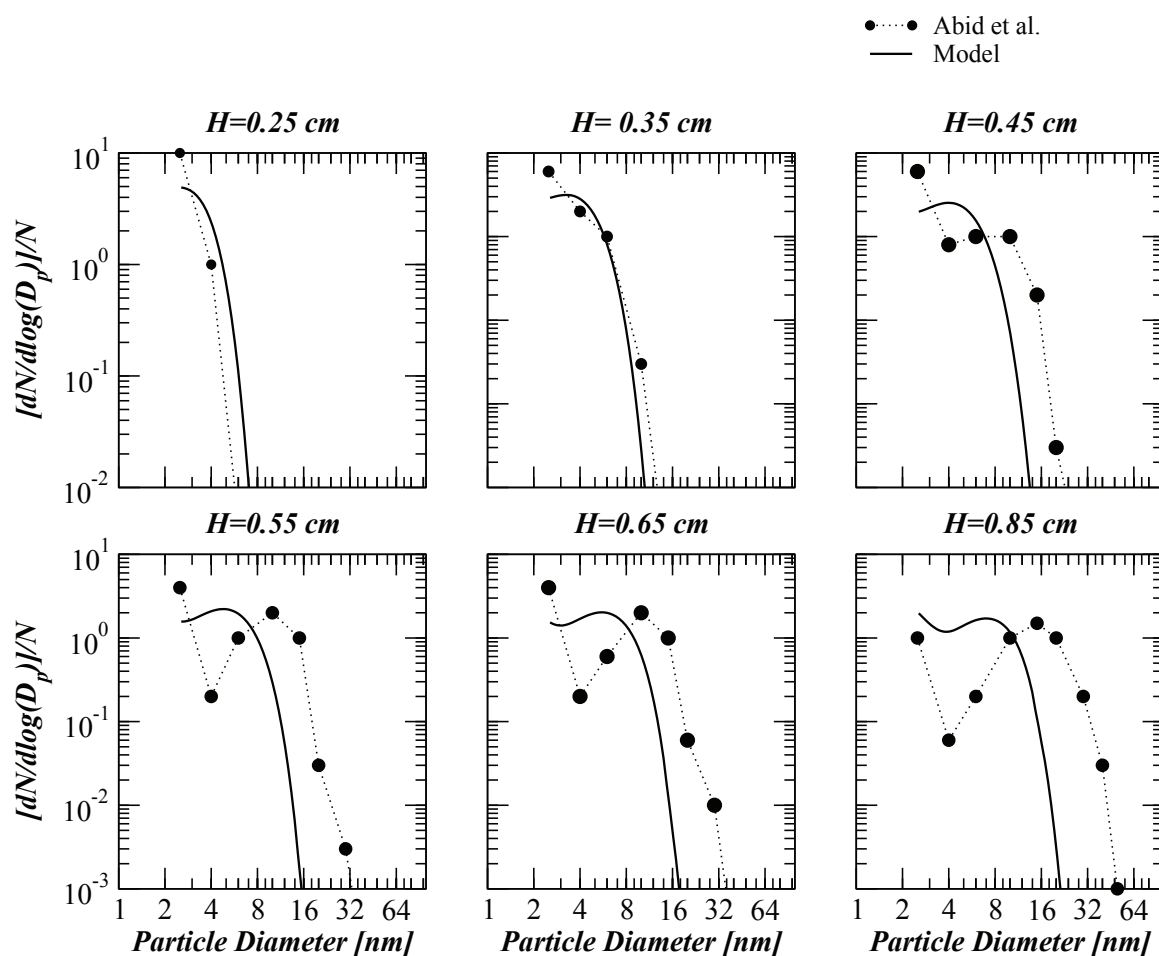 Abid et al.
Model
H=0.25 cm
H= 0.35 cm
H=0.45 cm
10^1
10^0
10^-1
10^-2
[dN/dlog(D_p)]/N
H=0.55 cm
H=0.65 cm
H=0.85 cm
10^1
10^0
10^-1
10^-2
10^-3
[dN/dlog(D_p)]/N
1 2 4 8 16 32 64
1 2 4 8 16 32 64
1 2 4 8 16 32 64
Particle Diameter [nm]
Particle Diameter [nm]
Particle Diameter [nm]